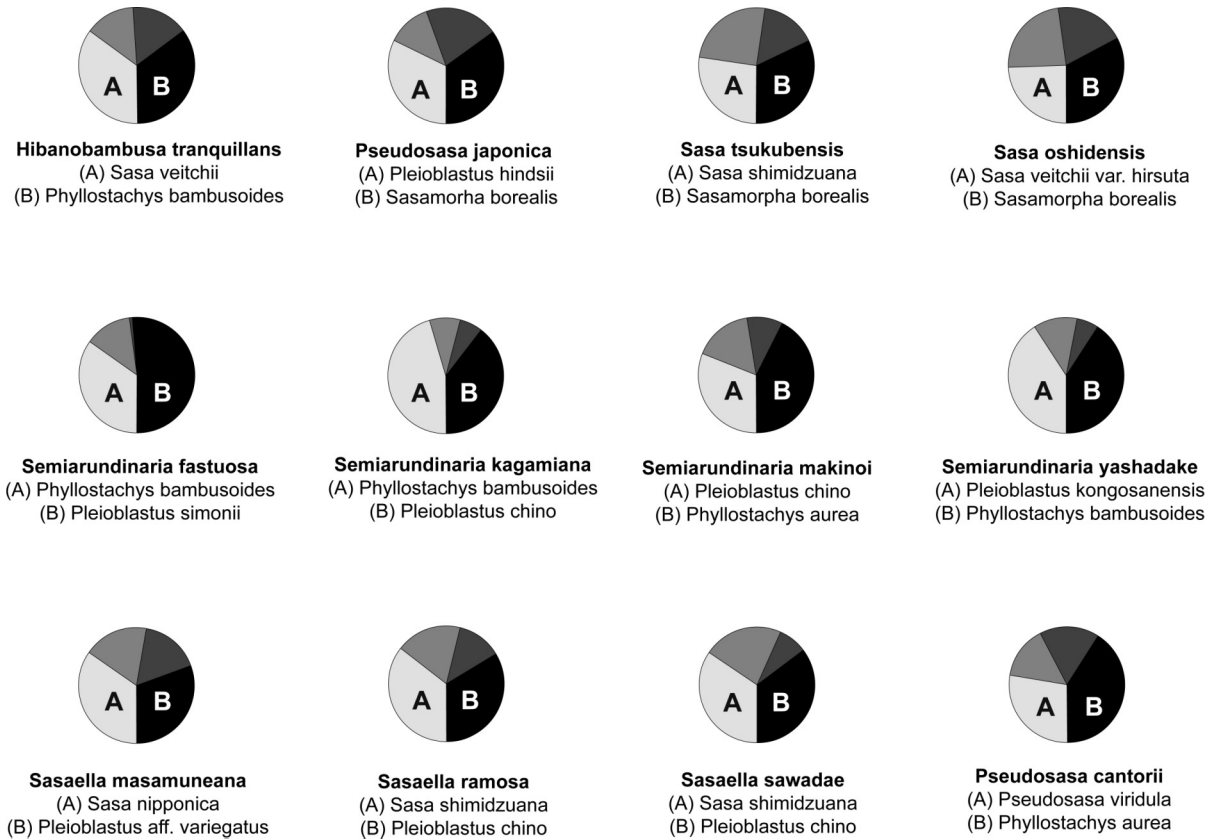 A B
Hibanobambusa tranquillans
(A) Sasa veitchii
(B) Phyllostachys bambusoides
A B
Pseudosasa japonica
(A) Pleioblastus hindsii
(B) Sasamorha borealis
A B
Sasa tsukubensis
(A) Sasa shimidzuana
(B) Sasamorpha borealis
A B
Sasa oshidensis
(A) Sasa veitchii var. hirsuta
(B) Sasamorpha borealis
A B
Semiarundinaria fastuosa
(A) Phyllostachys bambusoides
(B) Pleioblastus simonii
A B
Semiarundinaria kagamiana
(A) Phyllostachys bambusoides
(B) Pleioblastus chino
A B
Semiarundinaria makinoi
(A) Pleioblastus chino
(B) Phyllostachys aurea
A B
Semiarundinaria yashadake
(A) Pleioblastus kongosanensis
(B) Phyllostachys bambusoides
A B
Sasaella masamuneana
(A) Sasa nipponica
(B) Pleioblastus aff. variegatus
A B
Sasaella ramosa
(A) Sasa shimidzuana
(B) Pleioblastus chino
A B
Sasaella sawadae
(A) Sasa shimidzuana
(B) Pleioblastus chino
A B
Pseudosasa cantorii
(A) Pseudosasa viridula
(B) Phyllostachys aurea